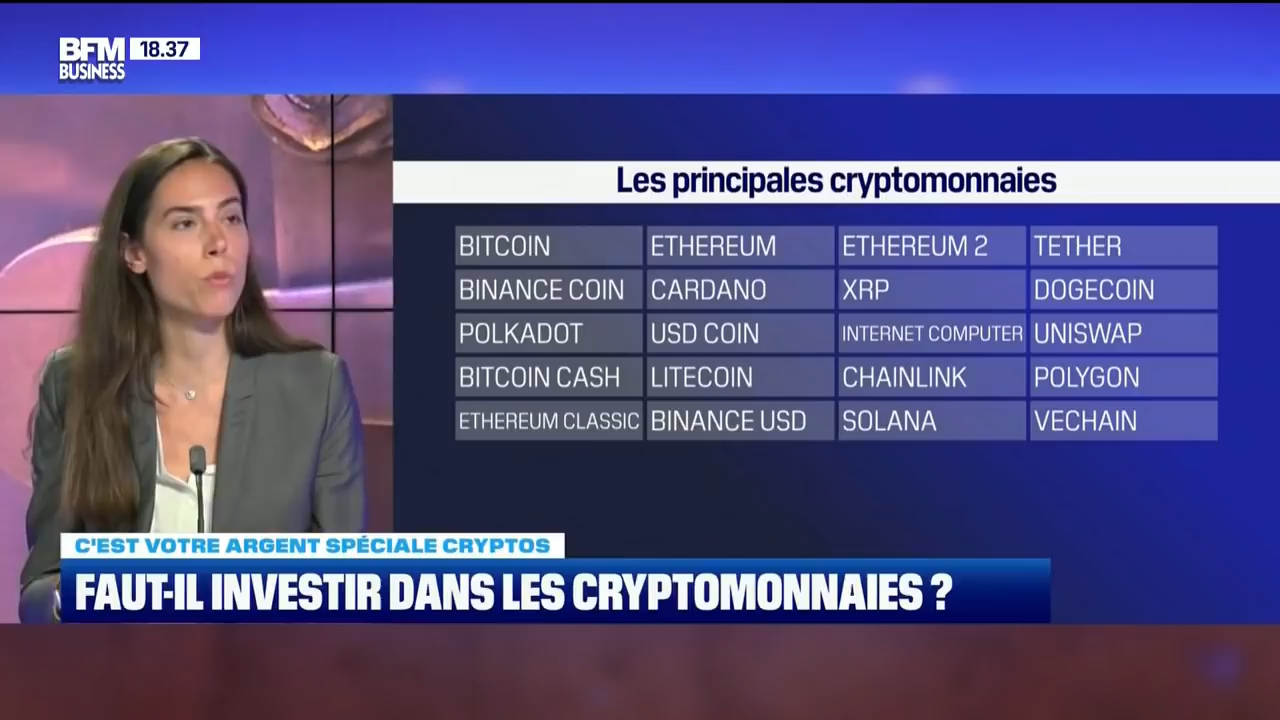 BFM 18.37
BUSINESS
Les principales cryptomonnaies
BITCOIN ETHEREUM ETHEREUM 2 TETHER
BINANCE COIN CARDANO XRP DOGECOIN
POLKADOT USD COIN INTERNET COMPUTER UNISWAP
BITCOIN CASH LITECOIN CHAINLINK POLYGON
ETHEREUM CLASSIC BINANCE USD SOLANA VECHAIN
C'EST VOTRE ARGENT SPÉCIALE CRYPTOS
FAUT-IL INVESTIR DANS LES CRYPTOMONNAIES ?